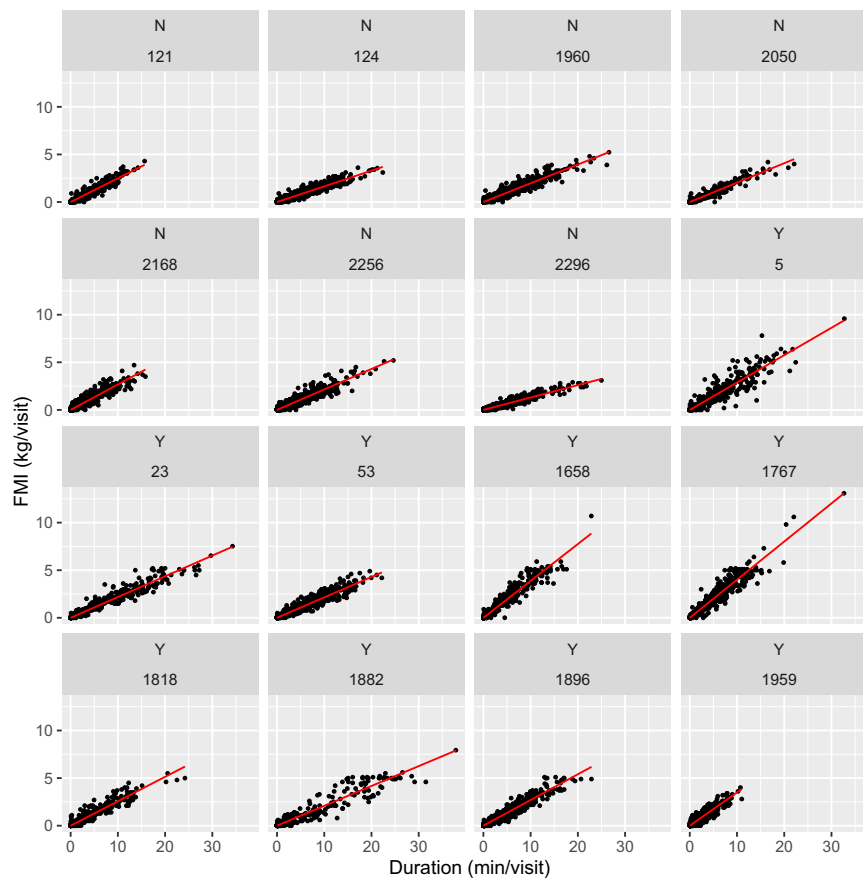 N N N N
121 124 1960 2050
10
5
0
N N N Y
2168 2256 2296 5
10
5
0
Y Y Y Y
23 53 1658 1767
10
5
0
Y Y Y Y
1818 1882 1896 1959
10
5
0
0 10 20 30 0 10 20 30 0 10 20 30 0 10 20 30
Duration (min/visit)
FMI (kg/visit)